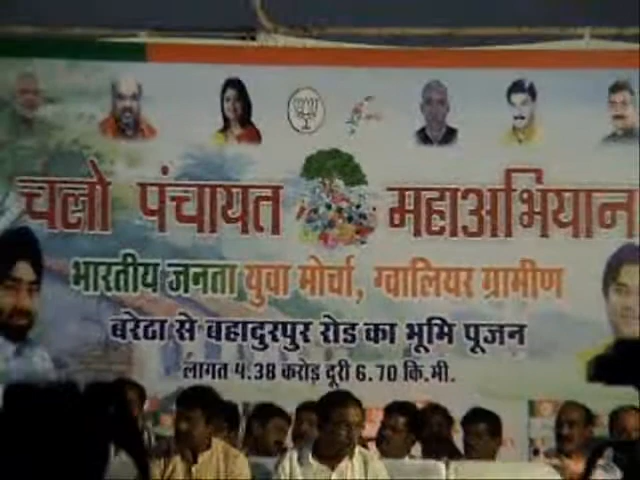 चलो पंचायत महाअभियान
भारतीय जनता युवा मोर्चा, ग्वालियर ग्रामीण
बरेठा से बहादुरपुर रोड का भूमि पूजन
लागत 4.38 करोड़ दूरी 6.70 कि.मी.